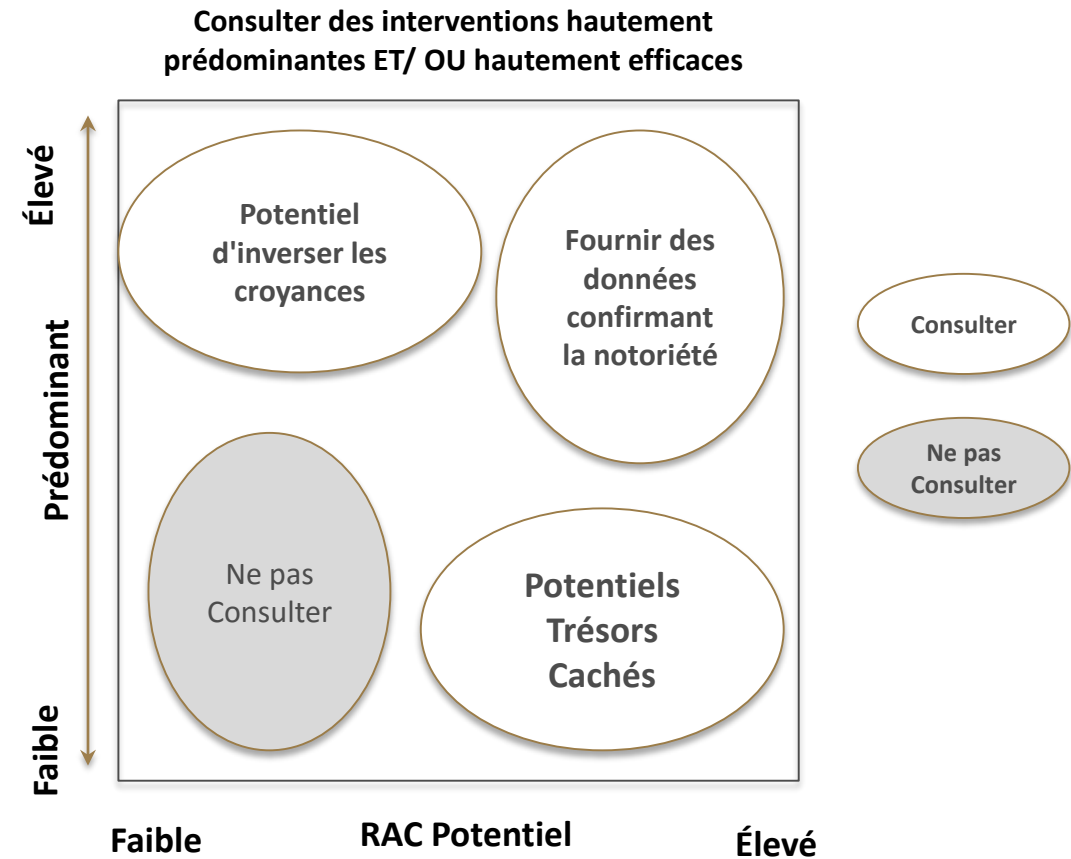 Consulter des interventions hautement
prédominantes ET/ OU hautement efficaces
Élevé
Prédominant
Faible
Potentiel
d'inverser les
croyances
Fournir des
données
confirmant
la notoriété
Ne pas
Consulter
Potentiels
Trésors
Cachés
Consulter
Ne pas
Consulter
Faible
RAC Potentiel
Élevé